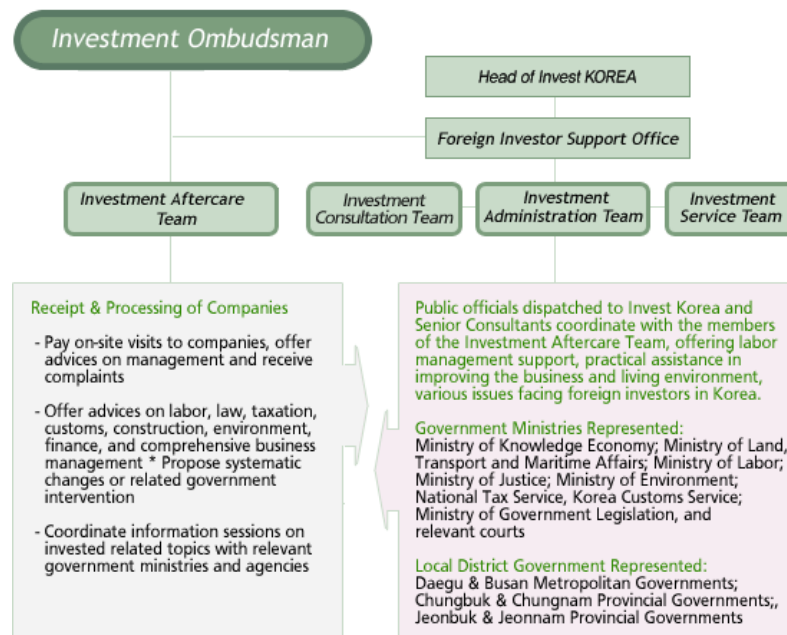 Investment Ombudsman
Head of Invest KOREA
Foreign Investor Support Office
Investment Aftercare
Team
Investment
Consultation Team
Investment
Administration Team
Investment
Service Team
Receipt & Processing of Companies
- Pay on-site visits to companies, offer
advices on management and receive
complaints
- Offer advices on labor, law, taxation,
customs, construction, environment,
finance, and comprehensive business
management * Propose systematic
changes or related government
intervention
- Coordinate information sessions on
invested related topics with relevant
government ministries and agencies
Public officials dispatched to Invest Korea and
Senior Consultants coordinate with the members
of the Investment Aftercare Team, offering labor
management support, practical assistance in
improving the business and living environment,
various issues facing foreign investors in Korea.
Government Ministries Represented:
Ministry of Knowledge Economy; Ministry of Land,
Transport and Maritime Affairs; Ministry of Labor;
Ministry of Justice; Ministry of Environment;
National Tax Service, Korea Customs Service;
Ministry of Government Legislation, and
relevant courts
Local District Government Represented:
Daegu & Busan Metropolitan Governments;
Chungbuk & Chungnam Provincial Governments;,
Jeonbuk & Jeonnam Provincial Governments